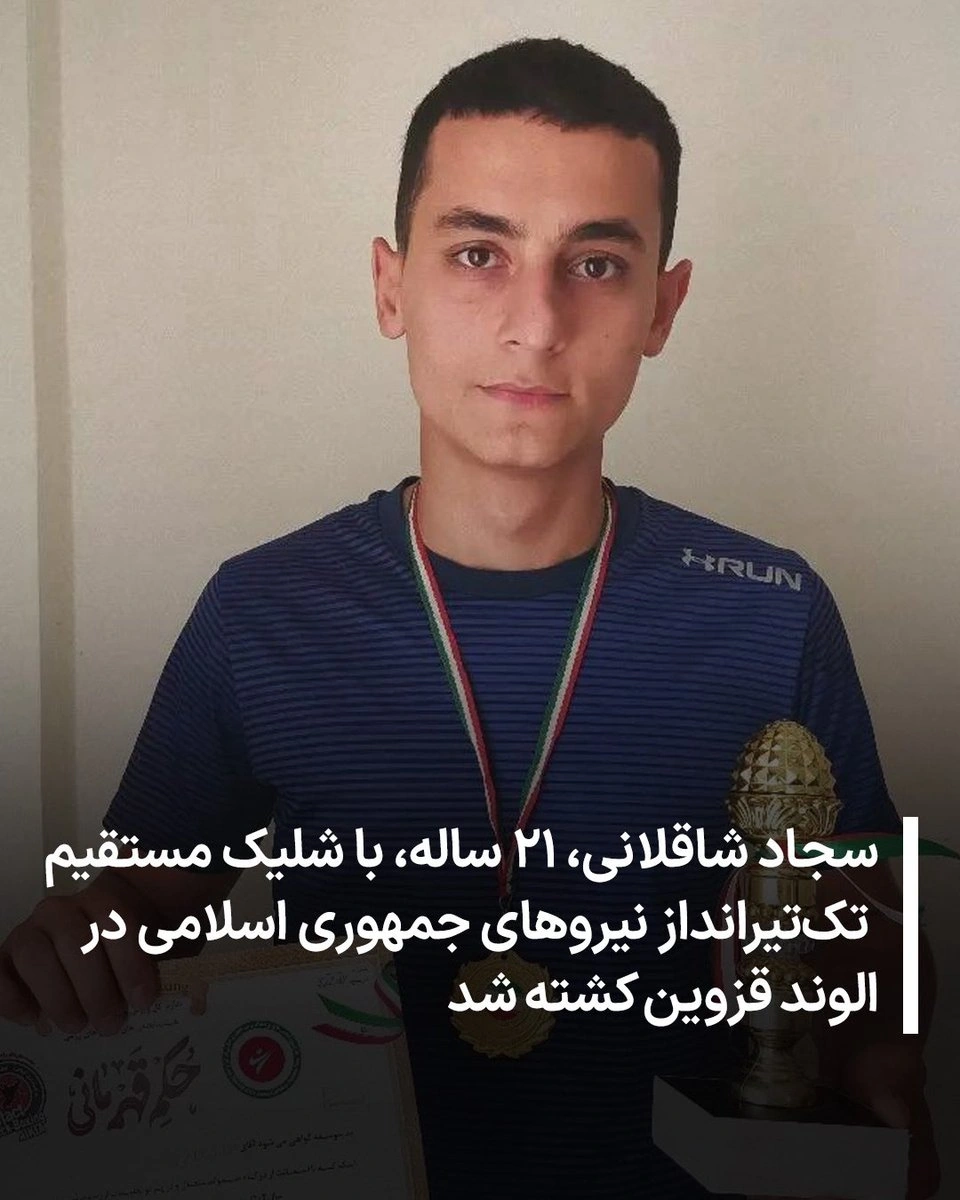 RUN
سجاد شاقلانی، ۲۱ ساله، با شلیک مستقیم
تک‌تیرانداز نیروهای جمهوری اسلامی در
الوند قزوین کشته شد
حکم قهرمانی